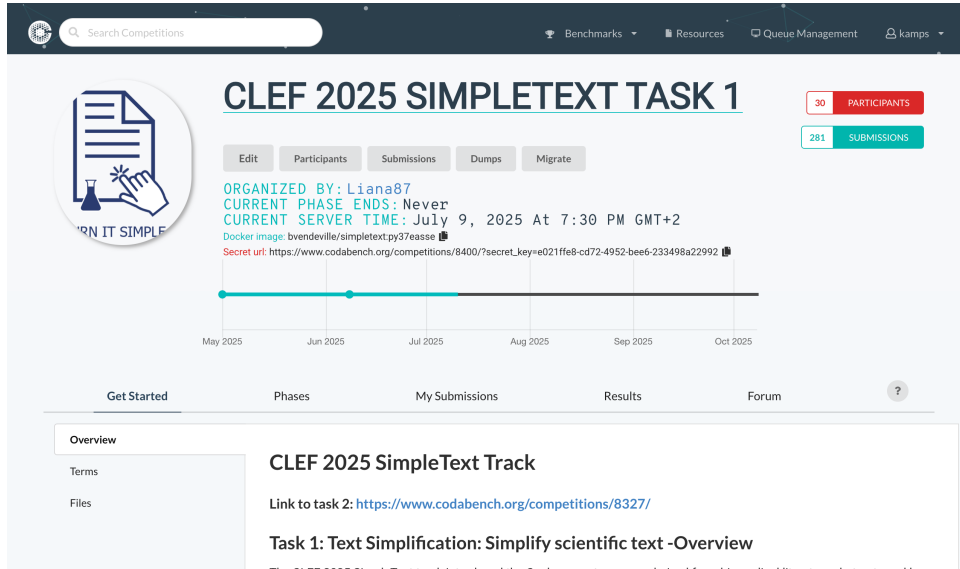 Search Competitions
Benchmarks
Resources
Queue Management
kamps
CLEF 2025 SIMPLETEXT TASK 1
30 PARTICIPANTS
281 SUBMISSIONS
Edit
Participants
Submissions
Dumps
Migrate
ORGANIZED BY: Liana87
CURRENT PHASE ENDS: Never
CURRENT SERVER TIME: July 9, 2025 At 7:30 PM GMT+2
Docker image: bvendeville/simpletext:py37easse
Secret url: https://www.codabench.org/competitions/8400/?secret_key=e021ffe8-cd72-4952-bee6-233498a22992
RN IT SIMPLE
May 2025
Jun 2025
Jul 2025
Aug 2025
Sep 2025
Oct 2025
Get Started
Phases
My Submissions
Results
Forum
?
Overview
Terms
Files
CLEF 2025 SimpleText Track
Link to task 2: https://www.codabench.org/competitions/8327/
Task 1: Text Simplification: Simplify scientific text -Overview